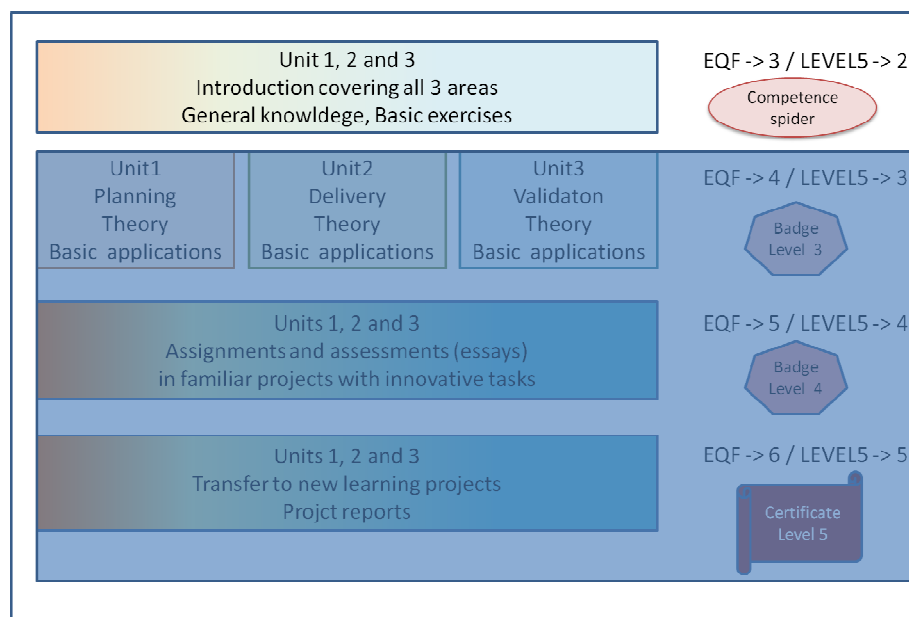 Unit 1, 2 and 3
Introduction covering all 3 areas
General knowldege, Basic exercises
EQF -> 3 / LEVEL5 -> 2
Competence
spider
Unit1
Planning
Theory
Basic applications
Unit2
Delivery
Theory
Basic applications
Unit3
Validaton
Theory
Basic applications
EQF -> 4 / LEVEL5 -> 3
Badge
Level 3
Units 1, 2 and 3
Assignments and assessments (essays)
in familiar projects with innovative tasks
EQF -> 5 / LEVEL5 -> 4
Badge
Level 4
Units 1, 2 and 3
Transfer to new learning projects
Projct reports
EQF -> 6 / LEVEL5 -> 5
Certificate
Level 5